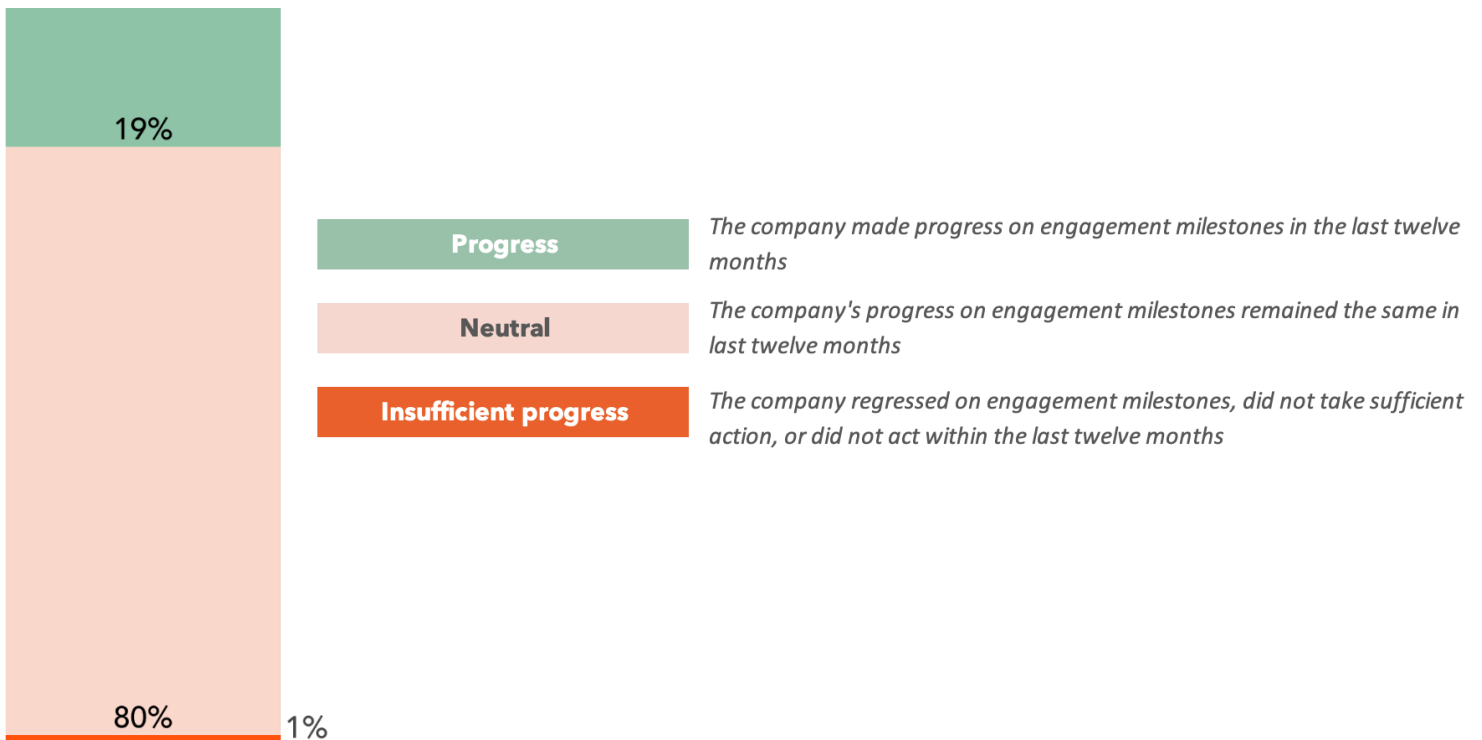 19%
Progress
The company made progress on engagement milestones in the last twelve
months
Neutral
The company's progress on engagement milestones remained the same in
last twelve months
Insufficient progress
The company regressed on engagement milestones, did not take sufficient
action, or did not act within the last twelve months
80%
1%